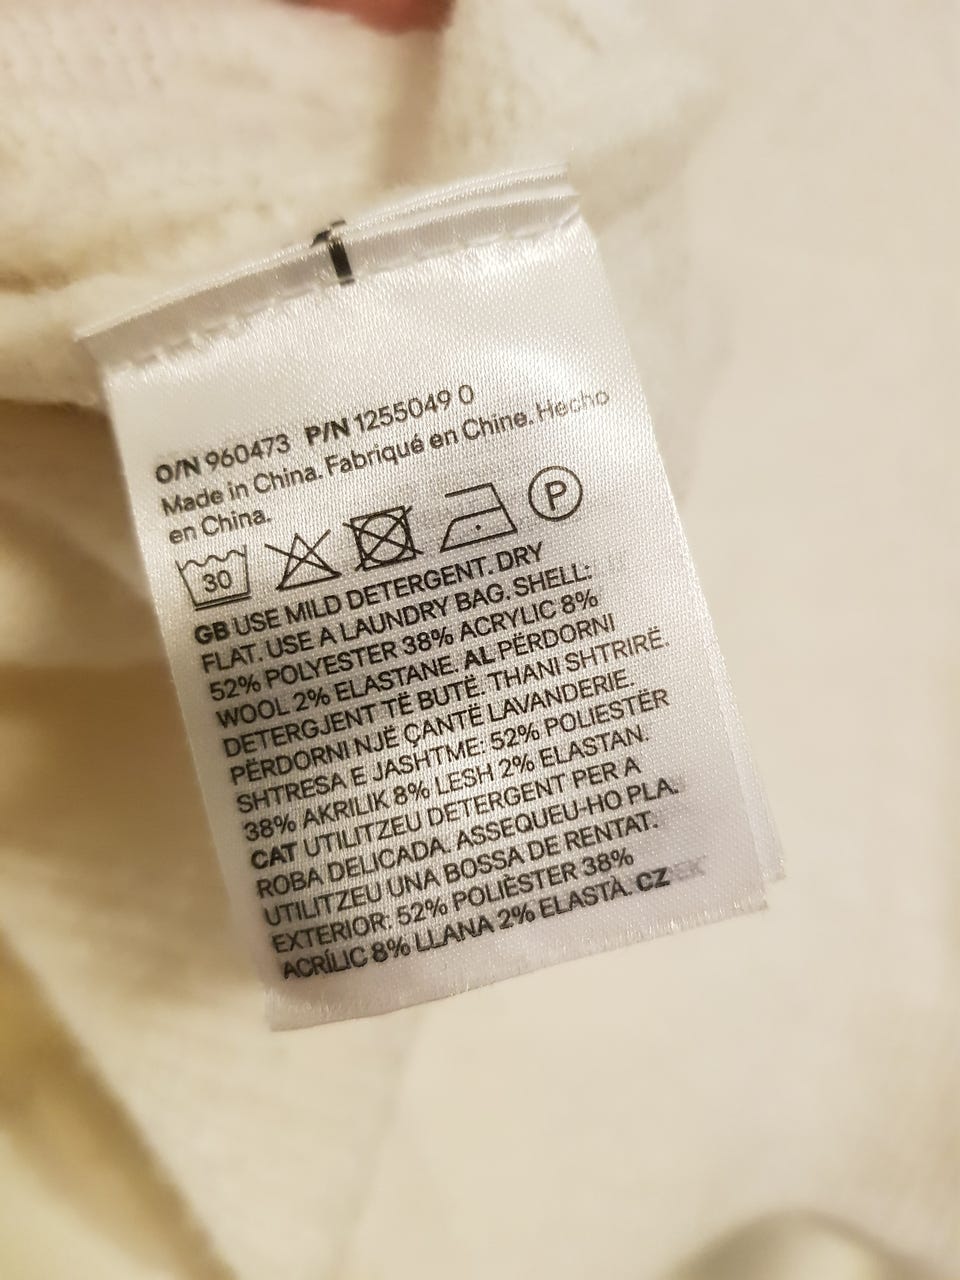 O/N 960473 P/N 1255049 0
Made in China. Fabriqué en Chine. Hecho
en China.
30 P
GB USE MILD DETERGENT. DRY
FLAT. USE A LAUNDRY BAG. SHELL:
52% POLYESTER 38% ACRYLIC 8%
WOOL 2% ELASTANE. AL PËRDORNI
DETERGJENT TË BUTË. THANI SHTRIRË.
PËRDORNI NJË ÇANTË LAVANDERIE.
SHTRESA E JASHTME: 52% POLIESTËR
38% AKRILIK 8% LESH 2% ELASTAN.
CAT UTILITZEU DETERGENT PER A
ROBA DELICADA. ASSEQUEU-HO PLA.
UTILITZEU UNA BOSSA DE RENTAT.
EXTERIOR: 52% POLIÈSTER 38%
ACRÍLIC 8% LLANA 2% ELASTÀ. CZ